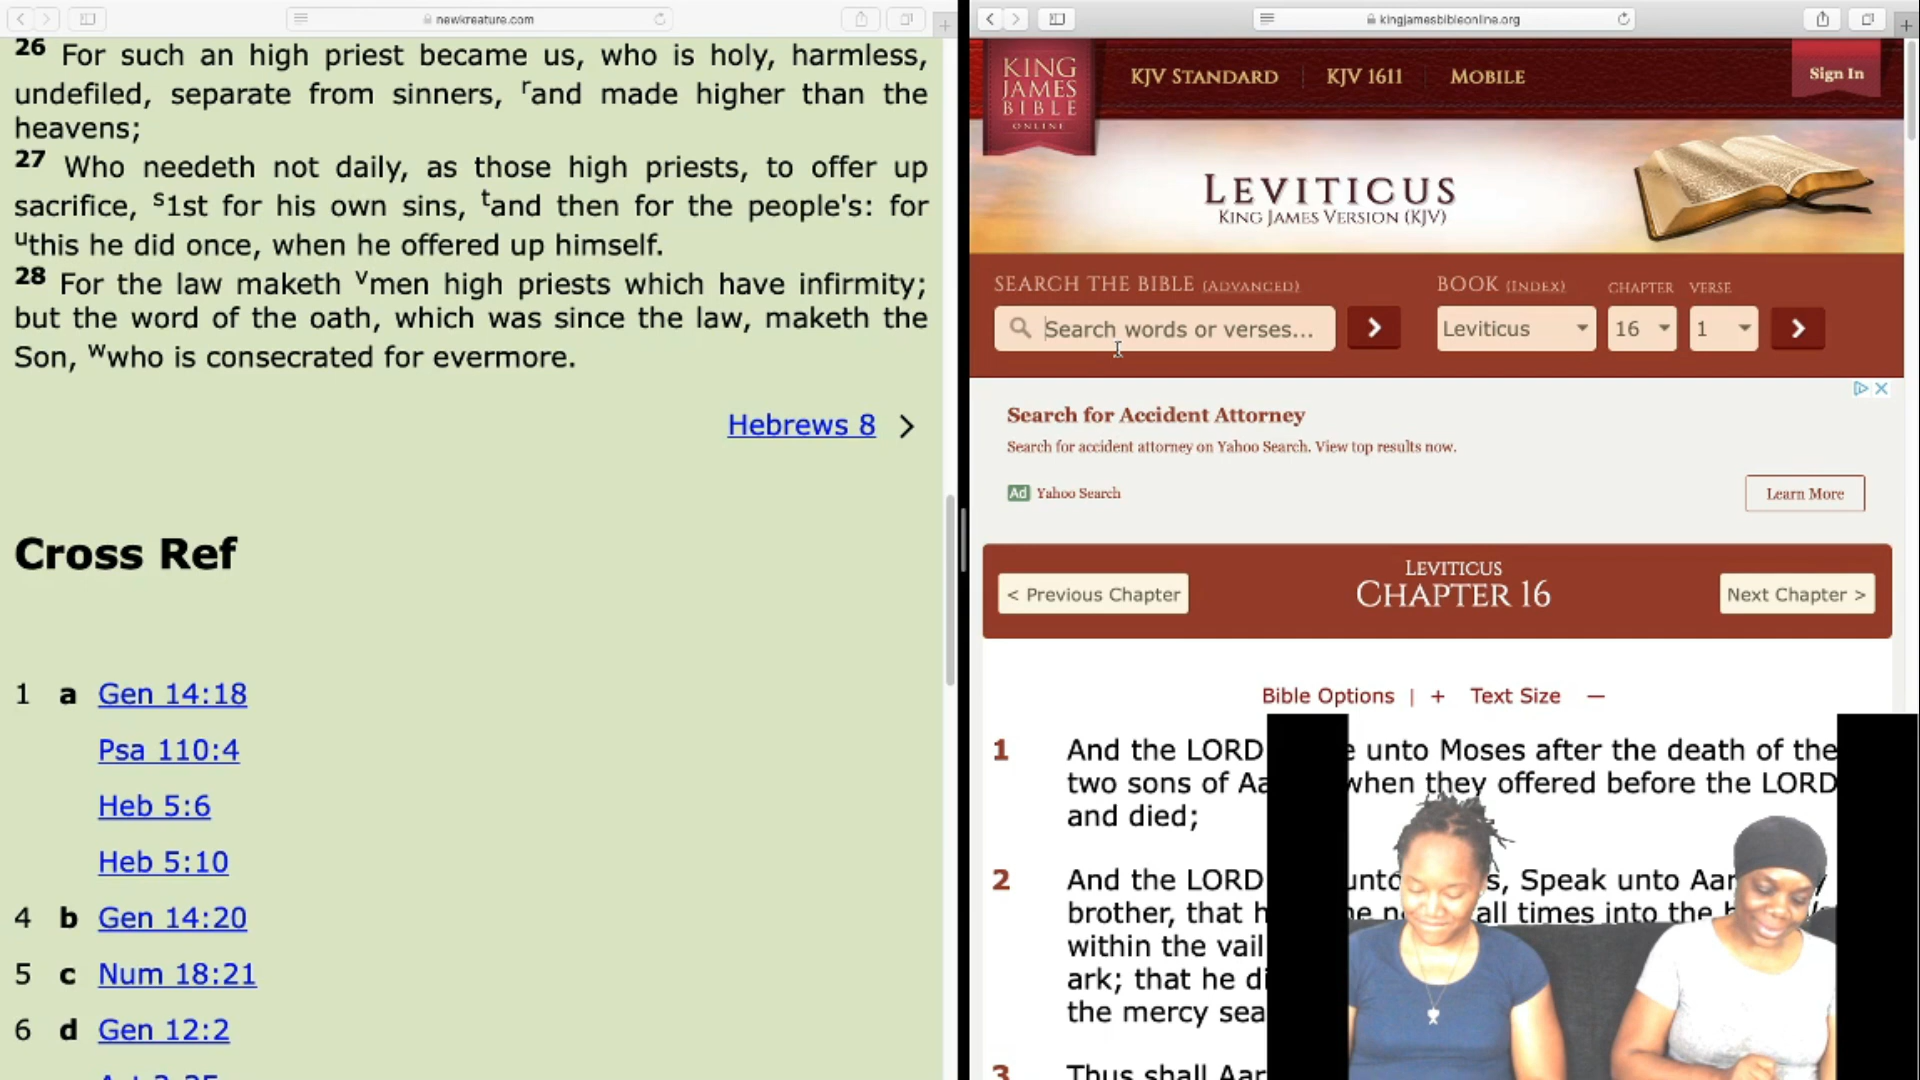 newkreature.com
26 For such an high priest became us, who is holy, harmless,
undefiled, separate from sinners, rand made higher than the
heavens;
27 Who needeth not daily, as those high priests, to offer up
sacrifice, s1st for his own sins, tand then for the people's: for
uthis he did once, when he offered up himself.
28 For the law maketh vmen high priests which have infirmity;
but the word of the oath, which was since the law, maketh the
Son, wwho is consecrated for evermore.
Hebrews 8 >
Cross Ref
1 a Gen 14:18
Psa 110:4
Heb 5:6
Heb 5:10
4 b Gen 14:20
5 c Num 18:21
6 d Gen 12:2
kingjamesbibleonline.org
KING
JAMES
BIBLE
ONLINE
KJV STANDARD
KJV 1611
MOBILE
Sign In
LEVITICUS
KING JAMES VERSION (KJV)
SEARCH THE BIBLE (ADVANCED)
BOOK (INDEX) CHAPTER VERSE
Search words or verses...
Leviticus 16 1
Search for Accident Attorney
Search for accident attorney on Yahoo Search. View top results now.
Ad Yahoo Search
Learn More
LEVITICUS
< Previous Chapter
CHAPTER 16
Next Chapter >
Bible Options | + Text Size —
1 And the LORD unto Moses after the death of the
two sons of when they offered before the LORD
and died;
2 And the LORD Speak unto
brother, that all times into the
within the vail
ark; that he
the mercy
3 Thus shall